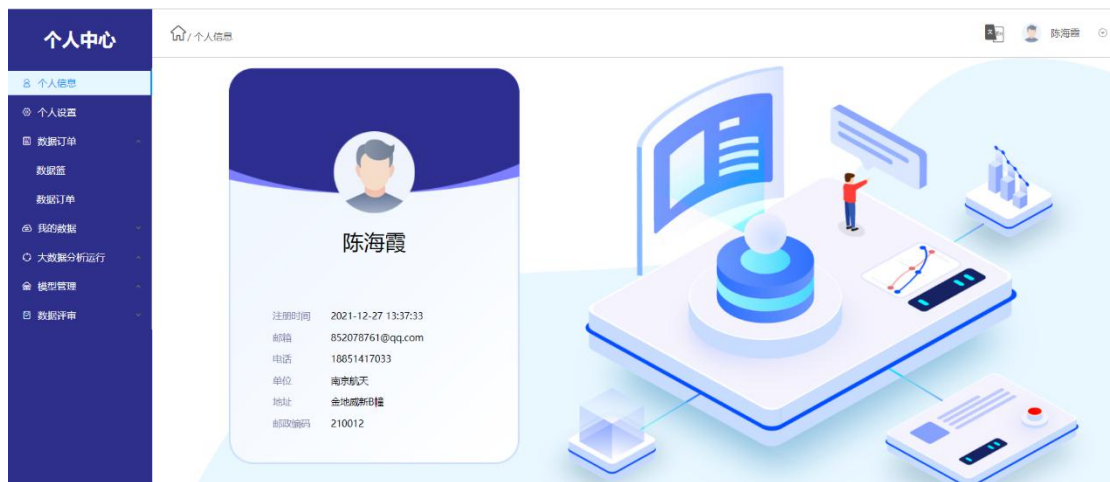 个人中心
/ 个人信息
陈海霞
个人信息
个人设置
数据订单
数据篮
数据订单
我的数据
大数据分析运行
模型管理
数据评审
陈海霞
注册时间 2021-12-27 13:37:33
邮箱 852078761@qq.com
电话 18851417033
单位 南京航天
地址 金地威新B幢
邮政编码 210012